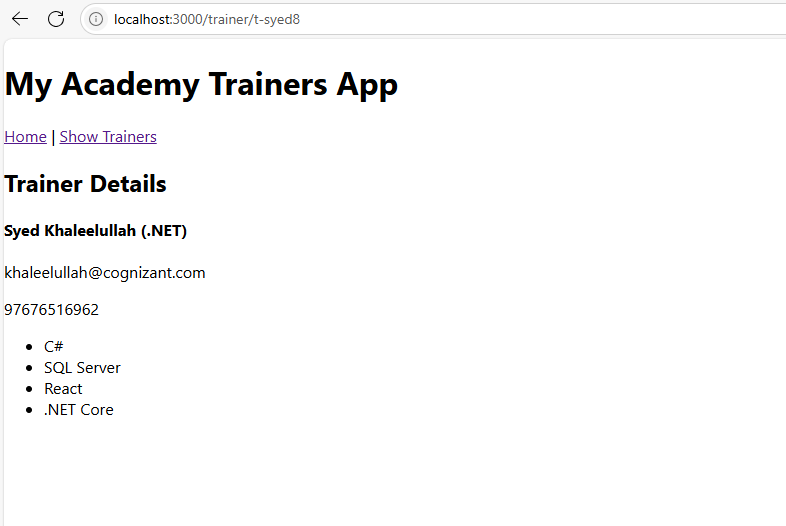 localhost:3000/trainer/t-syed8
My Academy Trainers App
Home | Show Trainers
Trainer Details
Syed Khaleelullah (.NET)
khaleelullah@cognizant.com
97676516962
C#
SQL Server
React
.NET Core